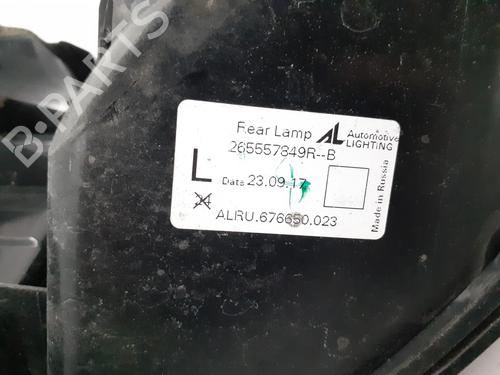 B-PARTS
Rear Lamp AL Automotive LIGHTING
265557849R--B
L
Date 23.09.17
ALRU.676650.023
Made in Russia